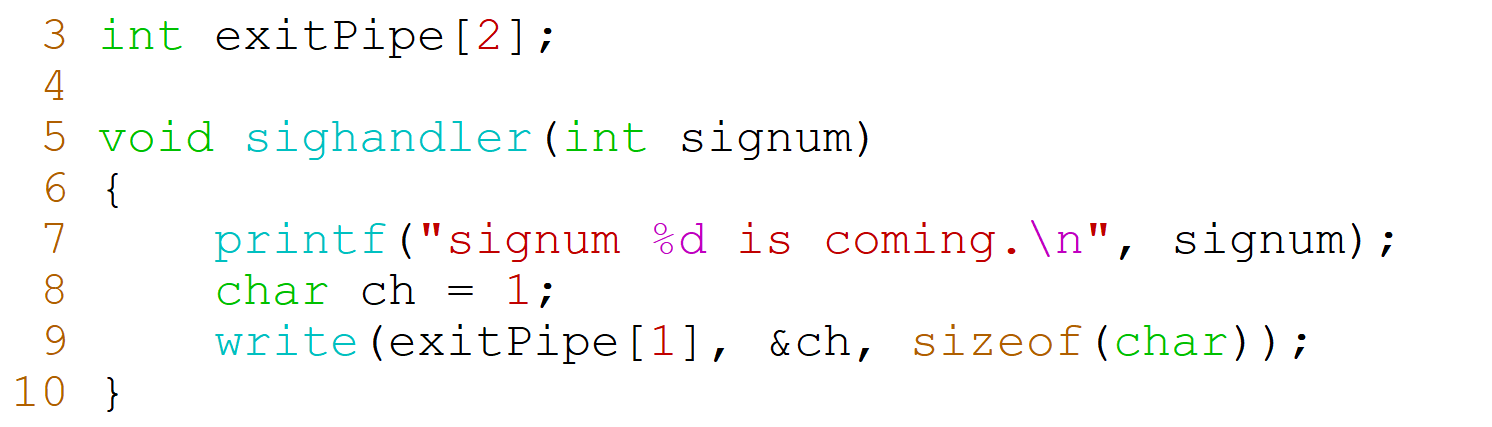 3 int exitPipe[2];
4
5 void sighandler(int signum)
6 {
7     printf("signum %d is coming.\n", signum);
8     char ch = 1;
9     write(exitPipe[1], &ch, sizeof(char));
10 }